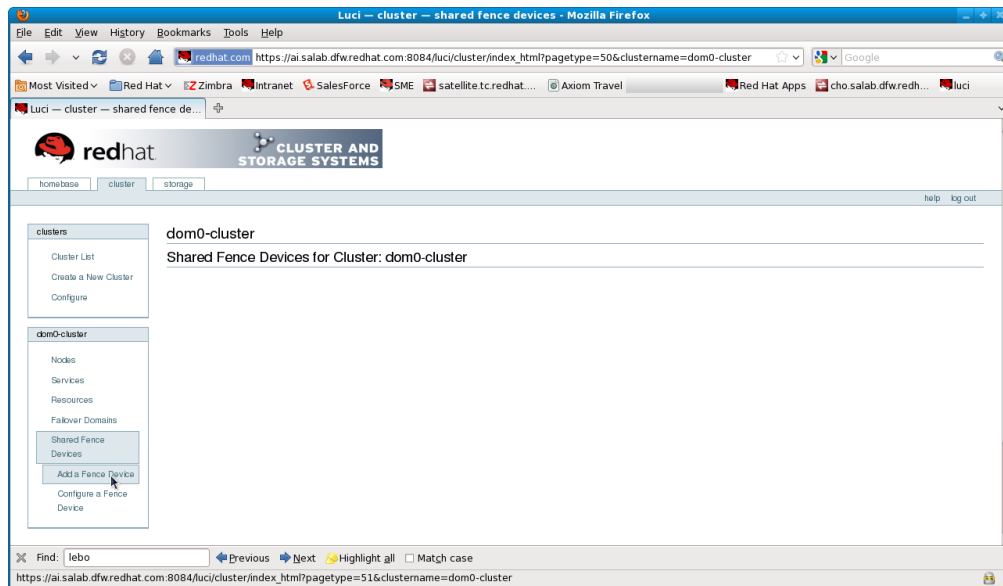 Luci — cluster — shared fence devices - Mozilla Firefox
File Edit View History Bookmarks Tools Help
redhat.com https://ai.salab.dfw.redhat.com:8084/luci/cluster/index_html?pagetype=50&clustername=dom0-cluster Google
Most Visited Red Hat Zimbra Intranet SalesForce SME satellite.tc.redhat.... Axiom Travel Red Hat Apps cho.salab.dfw.redh... luci
Luci — cluster — shared fence de...
redhat. CLUSTER AND
STORAGE SYSTEMS
homebase cluster storage
help log out
clusters
Cluster List
Create a New Cluster
Configure
dom0-cluster
Nodes
Services
Resources
Failover Domains
Shared Fence
Devices
Add a Fence Device
Configure a Fence
Device
dom0-cluster
Shared Fence Devices for Cluster: dom0-cluster
Find: lebo Previous Next Highlight all Match case
https://ai.salab.dfw.redhat.com:8084/luci/cluster/index_html?pagetype=51&clustername=dom0-cluster